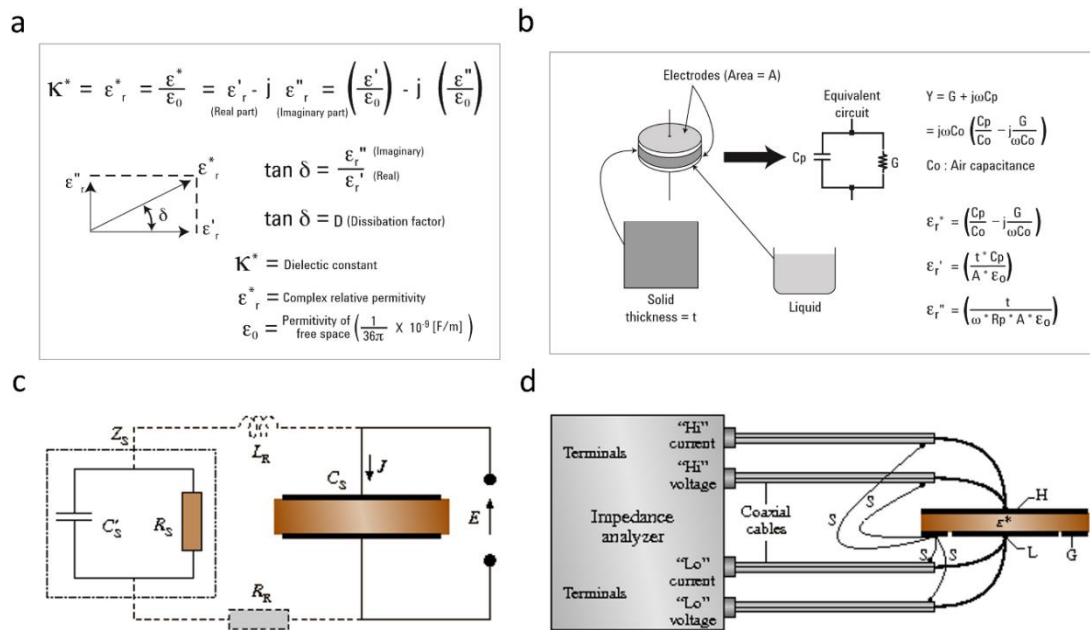 a
κ* = ε*r = ε*/ε0 = ε'r - j ε"r = (ε'/ε0) - j (ε"/ε0)
(Real part) (Imaginary part)
tan δ = εr" (Imaginary) / εr' (Real)
ε"r
ε*r
δ
ε'r
tan δ = D (Dissibation factor)
κ* = Dielectic constant
ε*r = Complex relative permitivity
ε0 = Permitivity of free space (1/36π X 10-9 [F/m])
b
Electrodes (Area = A)
Equivalent
circuit
Cp
G
Solid
thickness = t
Liquid
Y = G + jωCp
= jωCo (Cp/Co − j G/ωCo)
Co : Air capacitance
εr* = (Cp/Co − j G/ωCo)
εr' = (t * Cp / A * εo)
εr" = (t / ω * Rp * A * εo)
c
ZS
LR
C'S
RS
CS
J
E
RR
d
Terminals
"Hi"
current
"Hi"
voltage
Impedance
analyzer
Coaxial
cables
Terminals
"Lo"
current
"Lo"
voltage
S
S
S
S
H
ε*
L
G